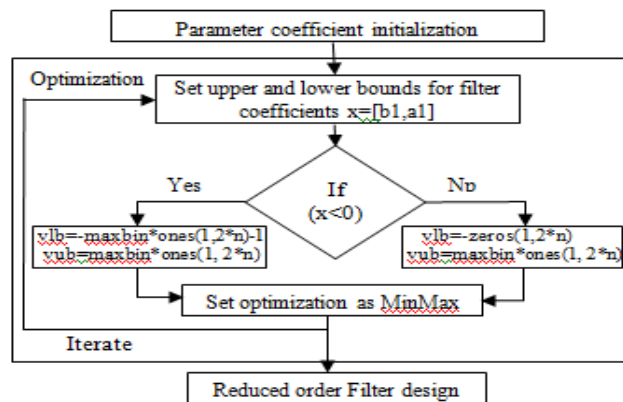 Parameter coefficient initialization
Optimization
Set upper and lower bounds for filter
coefficients x=[b1,a1]
If
(x<0)
Yes
No
vlb=-maxbin*ones(1,2*n)-1
vub=maxbin*ones(1, 2*n)
vlb=-zeros(1,2*n)
vub=maxbin*ones(1, 2*n)
Set optimization as MinMax
Iterate
Reduced order Filter design